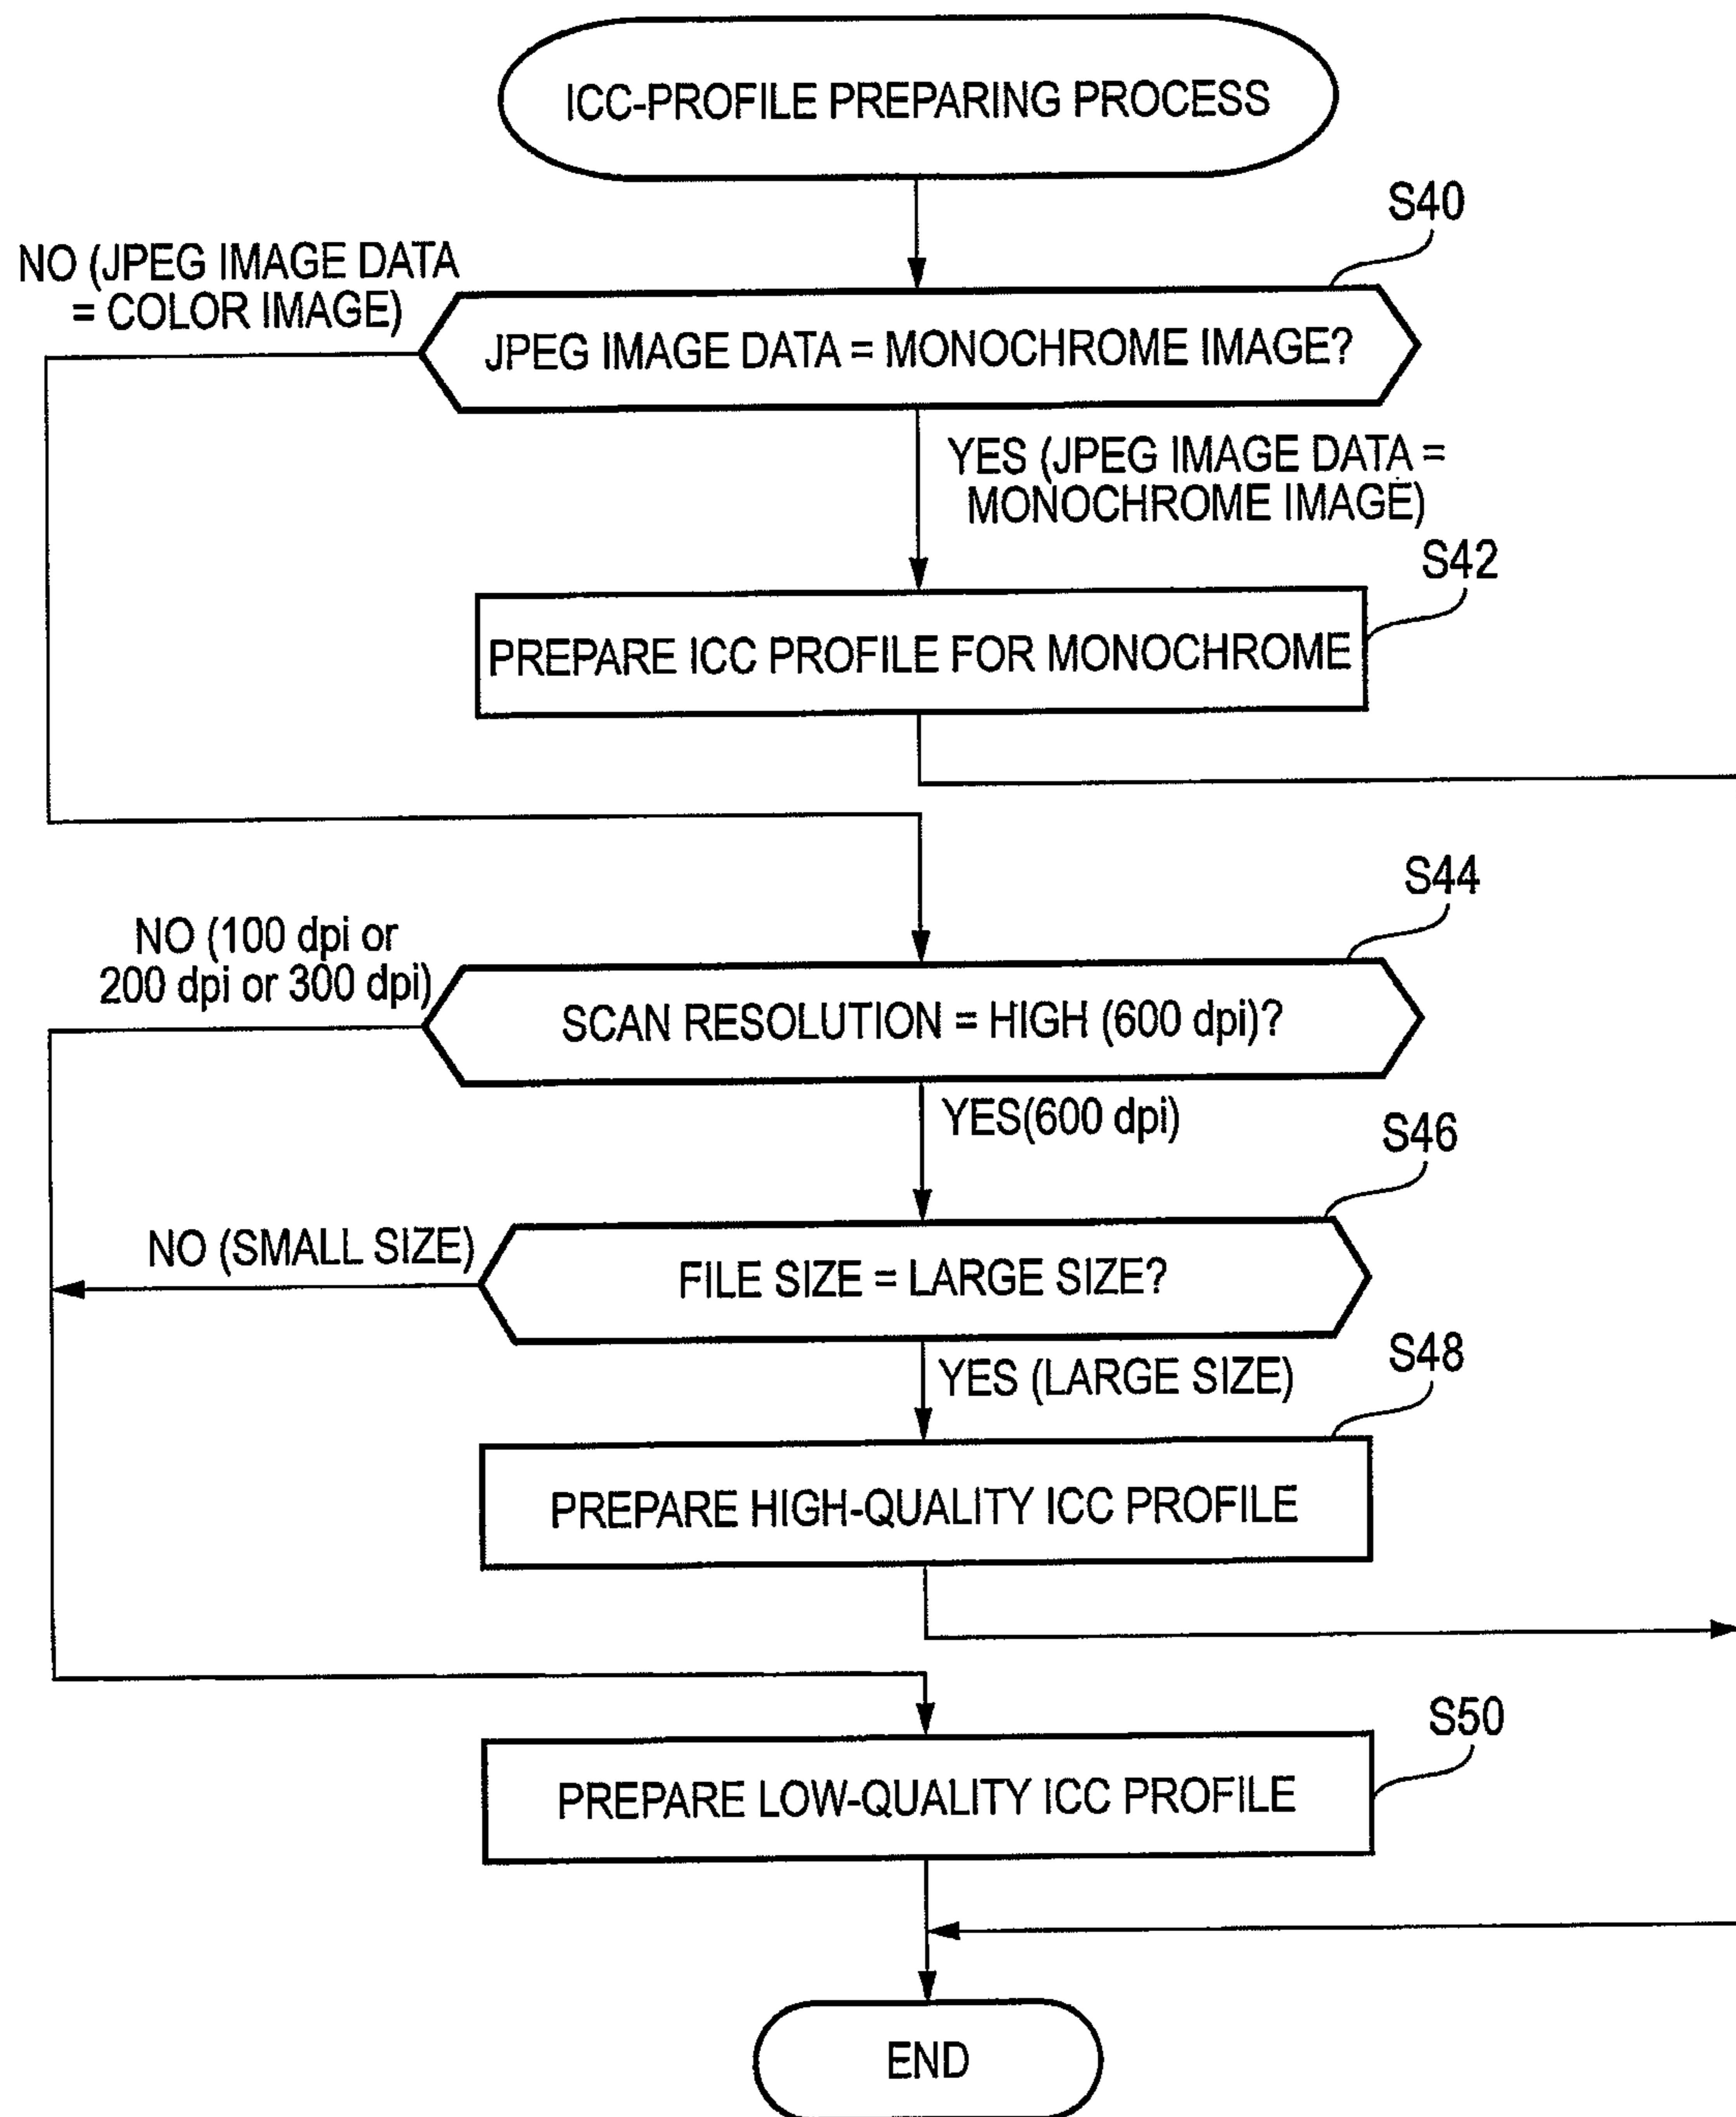 ICC-PROFILE PREPARING PROCESS
S40
NO (JPEG IMAGE DATA
= COLOR IMAGE)
JPEG IMAGE DATA = MONOCHROME IMAGE?
YES (JPEG IMAGE DATA =
MONOCHROME IMAGE)
S42
PREPARE ICC PROFILE FOR MONOCHROME
S44
NO (100 dpi or
200 dpi or 300 dpi)
SCAN RESOLUTION = HIGH (600 dpi)?
YES(600 dpi)
S46
NO (SMALL SIZE)
FILE SIZE = LARGE SIZE?
YES (LARGE SIZE)
S48
PREPARE HIGH-QUALITY ICC PROFILE
S50
PREPARE LOW-QUALITY ICC PROFILE
END